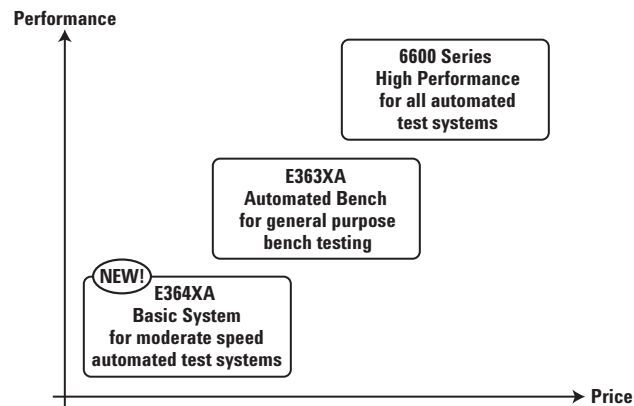 Performance
6600 Series
High Performance
for all automated
test systems
E363XA
Automated Bench
for general purpose
bench testing
NEW!
E364XA
Basic System
for moderate speed
automated test systems
Price